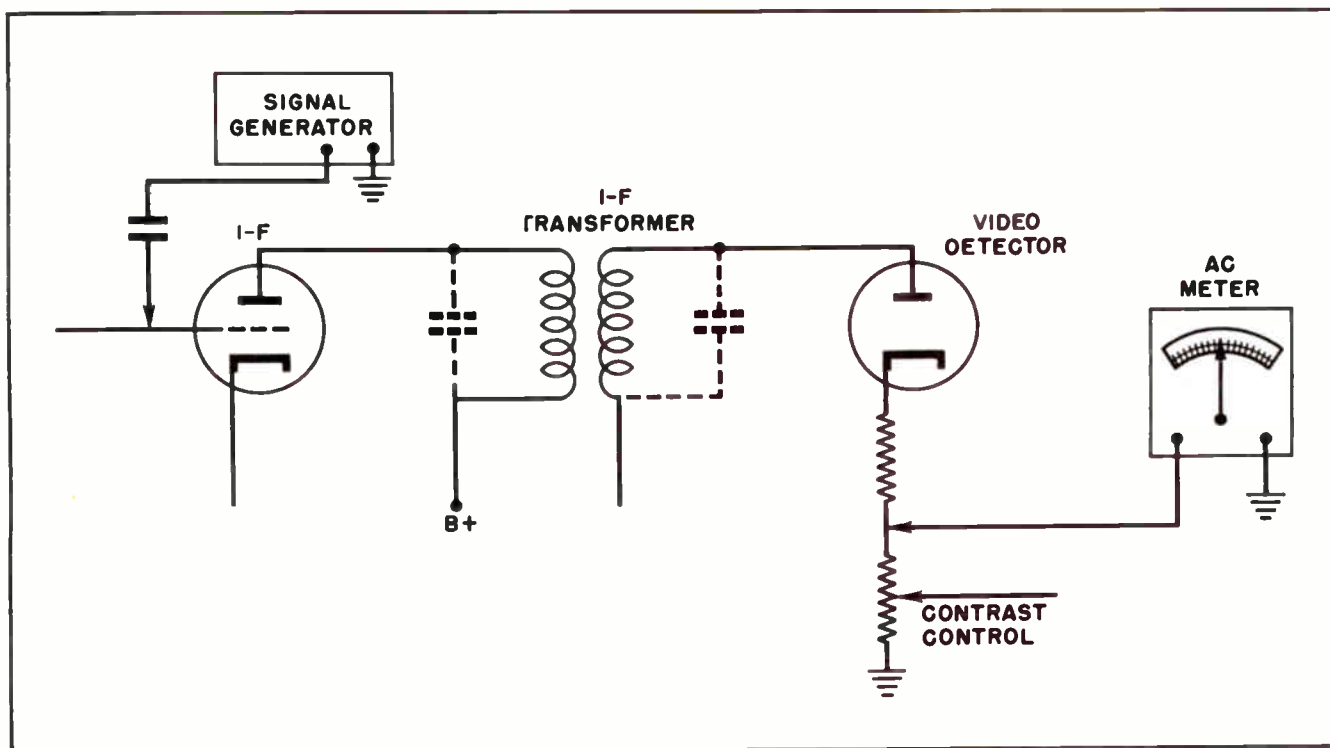 SIGNAL
GENERATOR
I-F
I-F
TRANSFORMER
VIDEO
DETECTOR
AC
METER
B+
CONTRAST
CONTROL